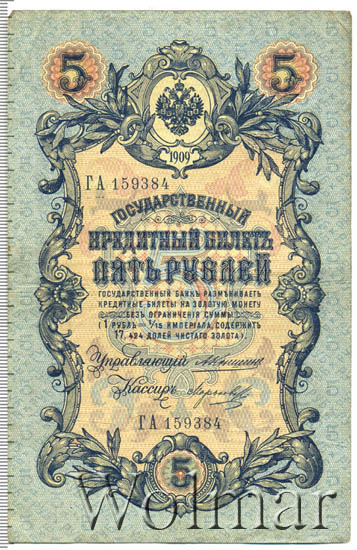 5 5
1909
ГА 159384
ГОСУДАРСТВЕННЫЙ
КРЕДИТНЫЙ БИЛЕТЪ
ПЯТЬ РУБЛЕЙ
ГОСУДАРСТВЕННЫЙ БАНКЪ РАЗМѢНИВАЕТЪ
КРЕДИТНЫЕ БИЛЕТЫ НА ЗОЛОТУЮ МОНЕТУ
БЕЗЪ ОГРАНИЧЕНІЯ СУММЫ
(1 РУБЛЬ = 1/15 ИМПЕРІАЛА, СОДЕРЖИТЪ
17,424 ДОЛЕЙ ЧИСТАГО ЗОЛОТА).
Управляющій
Кассиръ
ГА 159384
5
Wolmar